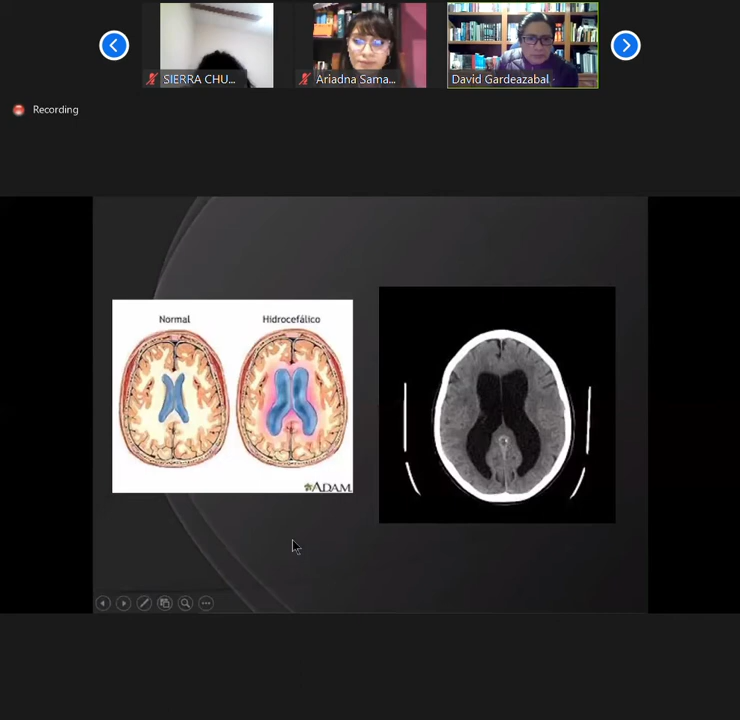 SIERRA CHU...
Ariadna Sama...
David Gardeazabal
Recording
Normal
Hidrocefálico
ADAM